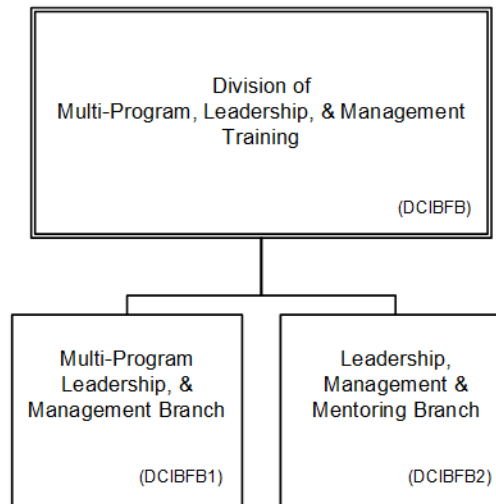 Division of
Multi-Program, Leadership, & Management
Training
(DCIBFB)
Multi-Program
Leadership, &
Management Branch
(DCIBFB1)
Leadership,
Management &
Mentoring Branch
(DCIBFB2)